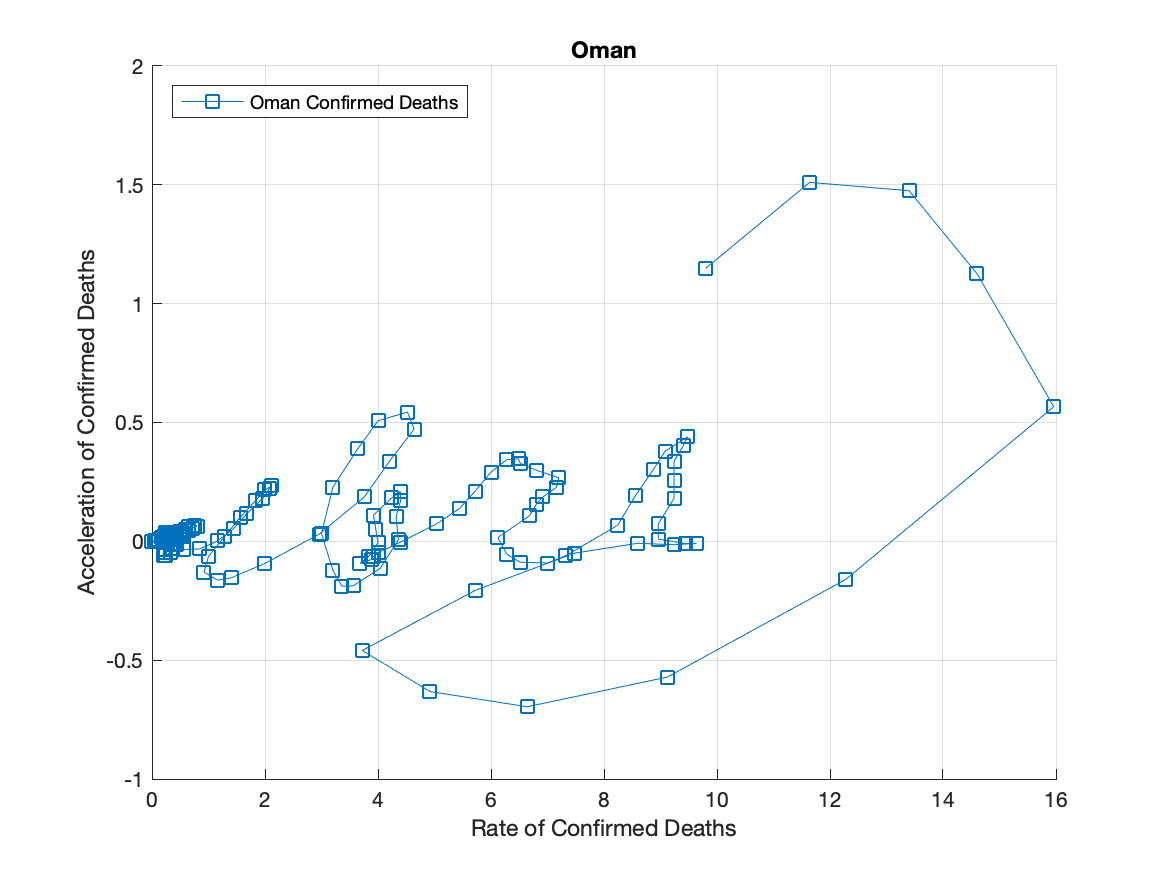 Oman
2
Oman Confirmed Deaths
1.5
1
0.5
0
-0.5
-1
Acceleration of Confirmed Deaths
0 2 4 6 8 10 12 14 16
Rate of Confirmed Deaths